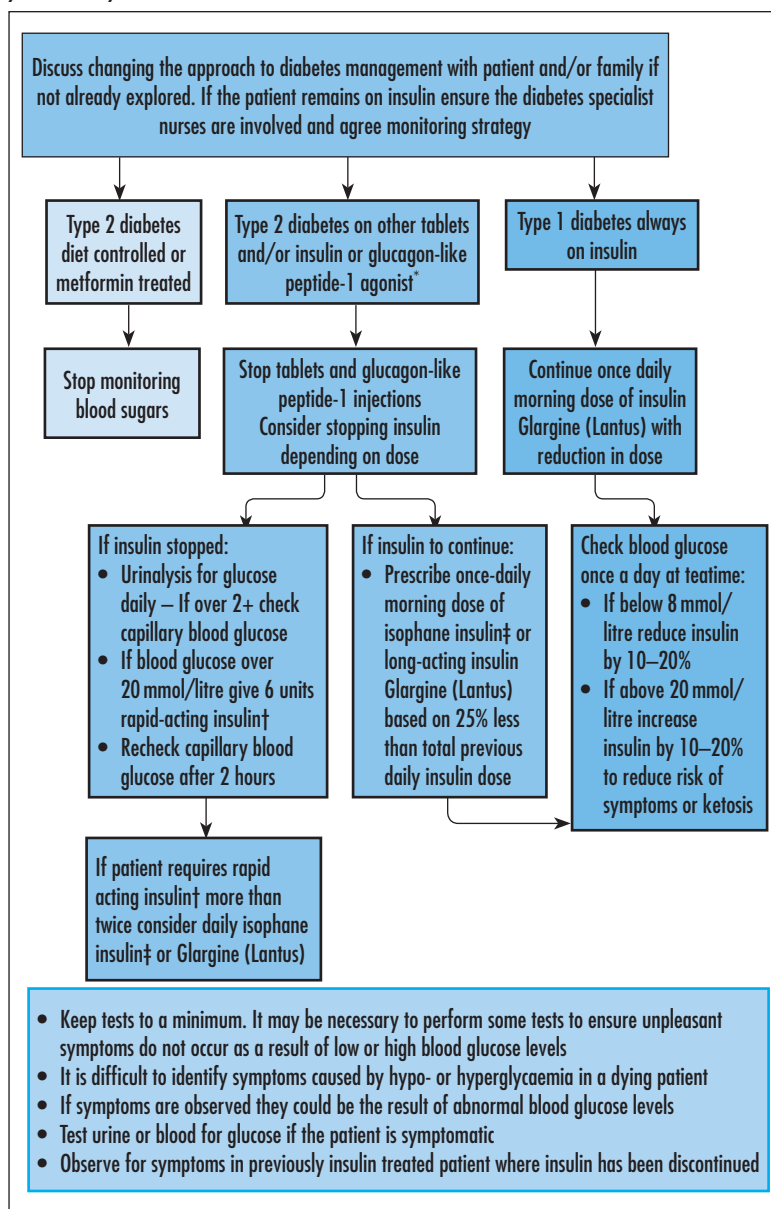 Discuss changing the approach to diabetes management with patient and/or family if
not already explored. If the patient remains on insulin ensure the diabetes specialist
nurses are involved and agree monitoring strategy
Type 2 diabetes
diet controlled or
metformin treated
Type 2 diabetes on other tablets
and/or insulin or glucagon-like
peptide-1 agonist*
Type 1 diabetes always
on insulin
Stop monitoring
blood sugars
Stop tablets and glucagon-like
peptide-1 injections
Consider stopping insulin
depending on dose
Continue once daily
morning dose of insulin
Glargine (Lantus) with
reduction in dose
If insulin stopped:
• Urinalysis for glucose
daily – If over 2+ check
capillary blood glucose
• If blood glucose over
20 mmol/litre give 6 units
rapid-acting insulin†
• Recheck capillary blood
glucose after 2 hours
If insulin to continue:
• Prescribe once-daily
morning dose of
isophane insulin‡ or
long-acting insulin
Glargine (Lantus)
based on 25% less
than total previous
daily insulin dose
Check blood glucose
once a day at teatime:
• If below 8 mmol/
litre reduce insulin
by 10–20%
• If above 20 mmol/
litre increase
insulin by 10–20%
to reduce risk of
symptoms or ketosis
If patient requires rapid
acting insulin† more than
twice consider daily isophane
insulin‡ or Glargine (Lantus)
• Keep tests to a minimum. It may be necessary to perform some tests to ensure unpleasant
symptoms do not occur as a result of low or high blood glucose levels
• It is difficult to identify symptoms caused by hypo- or hyperglycaemia in a dying patient
• If symptoms are observed they could be the result of abnormal blood glucose levels
• Test urine or blood for glucose if the patient is symptomatic
• Observe for symptoms in previously insulin treated patient where insulin has been discontinued